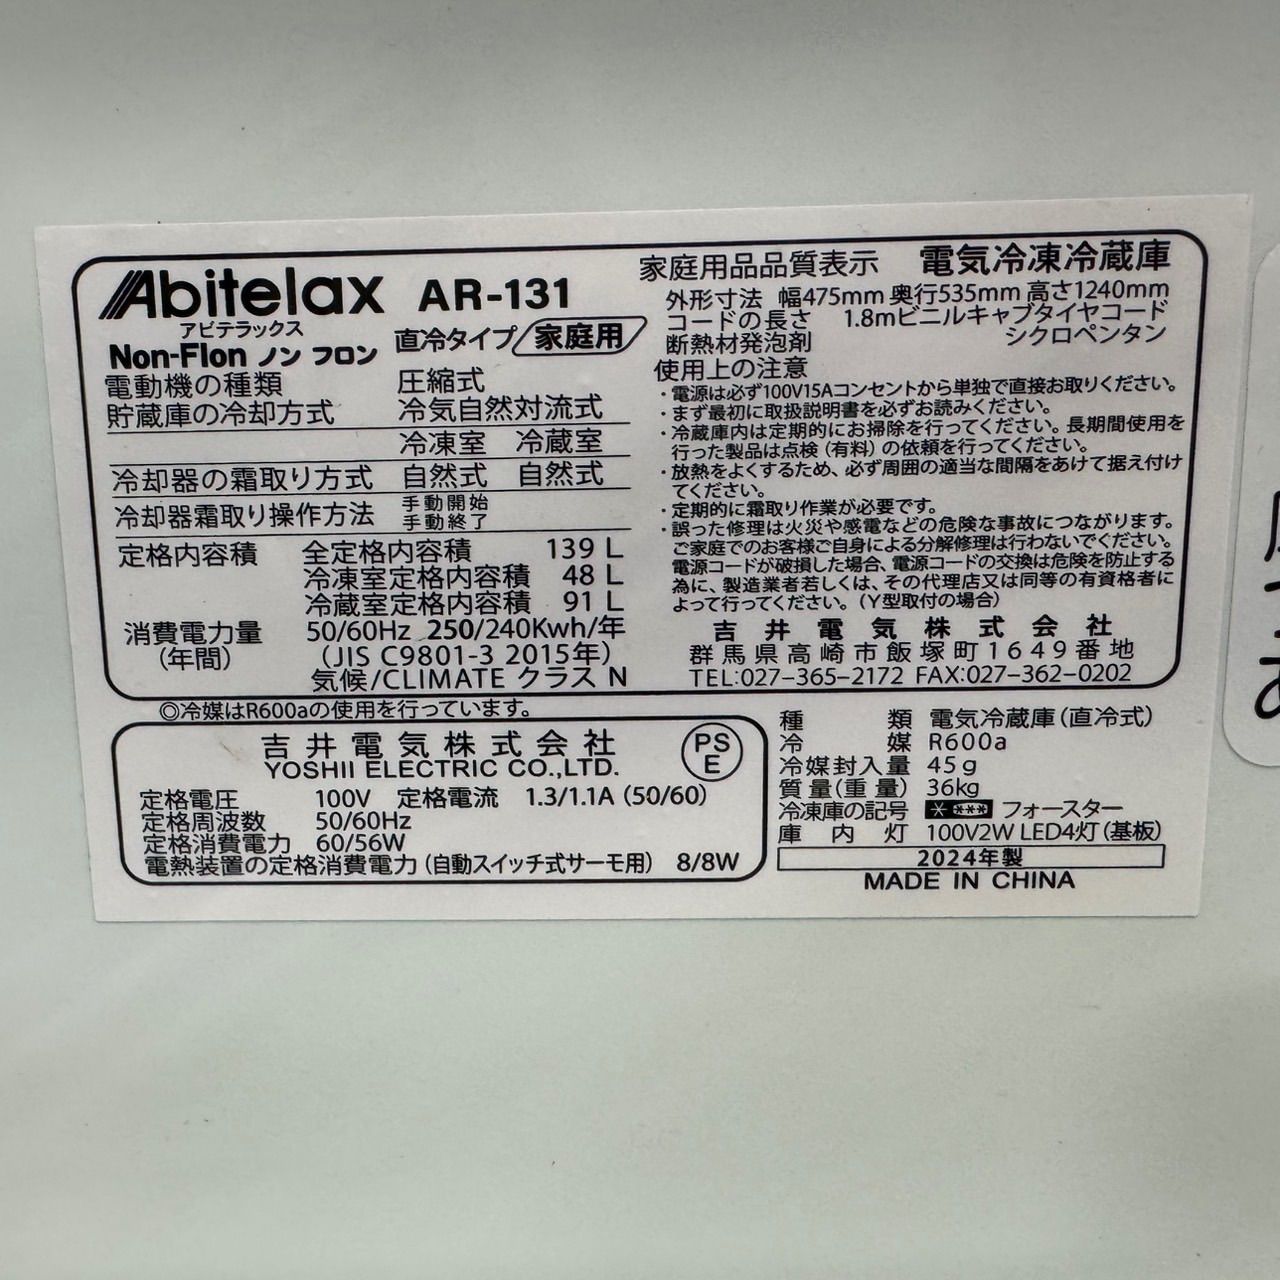 Abitelax AR-131
アビテラックス
Non-Flon ノン フロン 直冷タイプ 家庭用
電動機の種類 圧縮式
貯蔵庫の冷却方式 冷気自然対流式
冷凍室 冷蔵室
冷却器の霜取り方式 自然式 自然式
冷却器霜取り操作方法 手動開始
手動終了
定格内容積 全定格内容積 139 L
冷凍室定格内容積 48 L
冷蔵室定格内容積 91 L
消費電力量 50/60Hz 250/240Kwh/年
(年間) (JIS C9801-3 2015年)
気候/CLIMATE クラス N
家庭用品品質表示 電気冷凍冷蔵庫
外形寸法 幅475mm 奥行535mm 高さ1240mm
コードの長さ 1.8mビニルキャブタイヤコード
断熱材発泡剤 シクロペンタン
使用上の注意
・電源は必ず100V15Aコンセントから単独で直接お取りください。
・まず最初に取扱説明書を必ずお読みください。
・冷蔵庫内は定期的にお掃除を行ってください。長期間使用を
行った製品は点検(有料)の依頼を行ってください。
・放熱をよくするため、必ず周囲の適当な間隔をあけて据え付け
てください。
・定期的に霜取り作業が必要です。
・誤った修理は火災や感電などの危険な事故につながります。
ご家庭でのお客様ご自身による分解修理は行わないでください。
電源コードが破損した場合、電源コードの交換は危険を防止する
為に、製造業者若しくは、その代理店又は同等の有資格者に
よって行ってください。(Y型取付の場合)
吉井電気株式会社
群馬県高崎市飯塚町1649番地
TEL:027-365-2172 FAX:027-362-0202
◎冷媒はR600aの使用を行っています。
吉井電気株式会社
YOSHII ELECTRIC CO.,LTD.
PS
E
定格電圧 100V 定格電流 1.3/1.1A (50/60)
定格周波数 50/60Hz
定格消費電力 60/56W
電熱装置の定格消費電力(自動スイッチ式サーモ用) 8/8W
種類 電気冷蔵庫(直冷式)
冷媒 R600a
冷媒封入量 45g
質量(重量) 36kg
冷凍庫の記号 * *** フォースター
庫内灯 100V2W LED4灯(基板)
2024年製
MADE IN CHINA